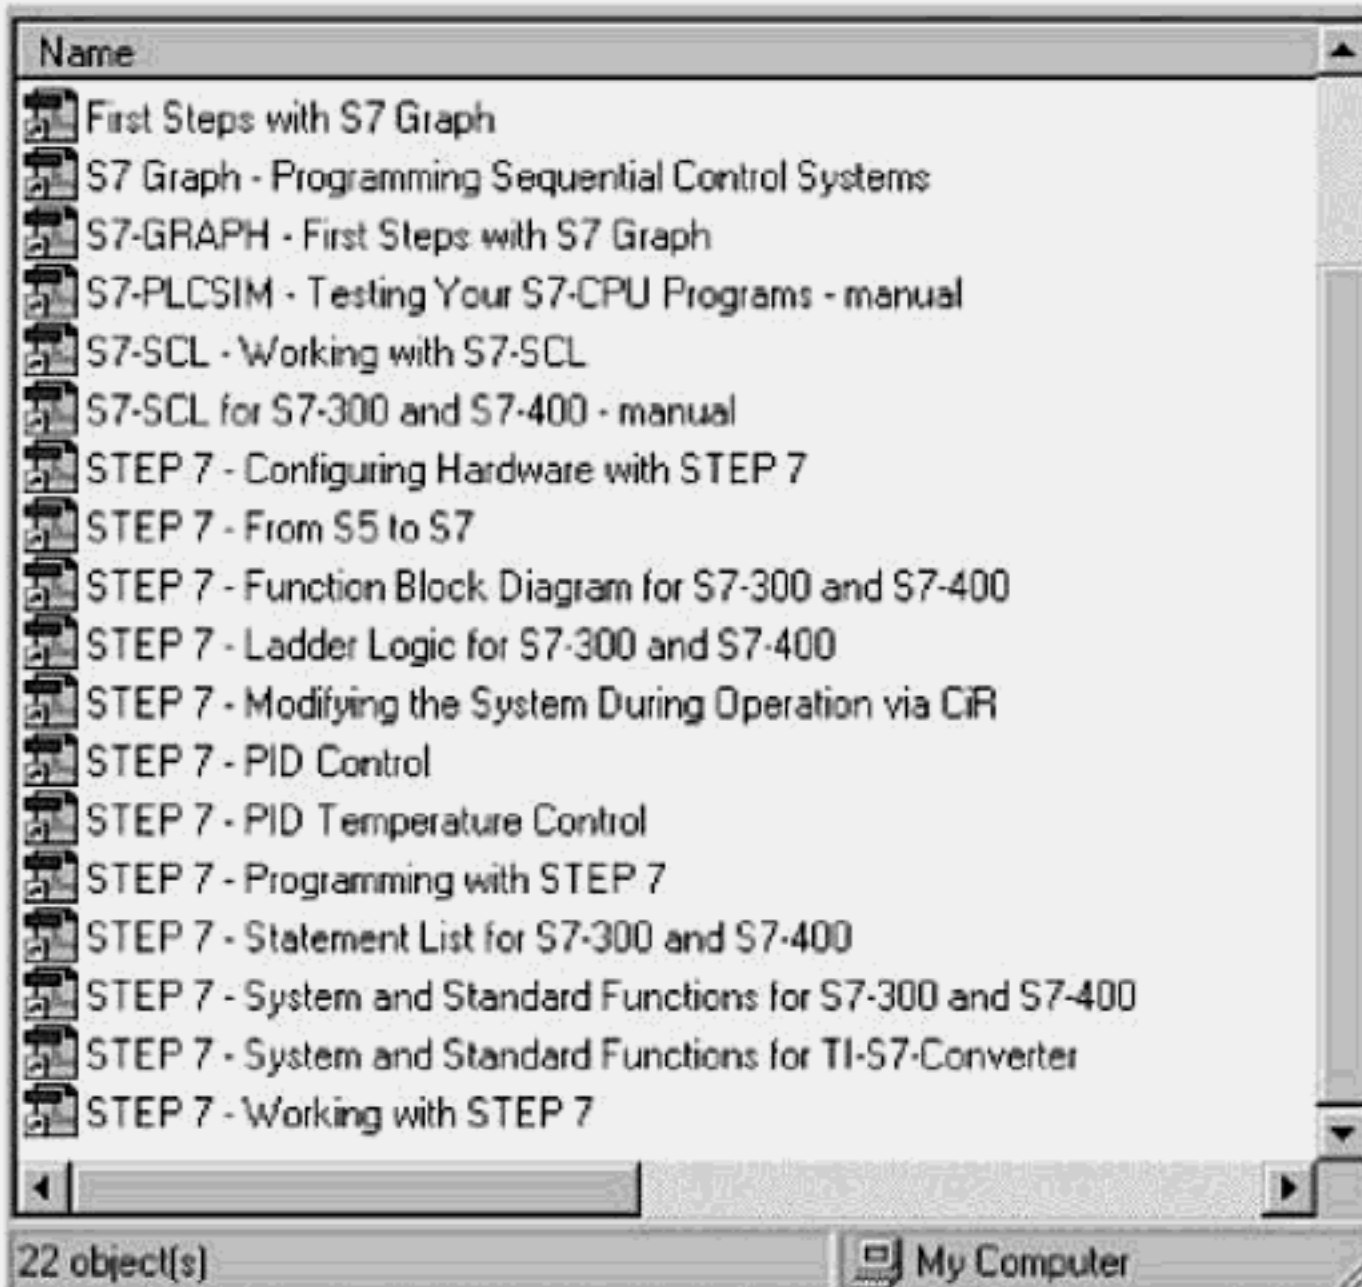 Name
First Steps with S7 Graph
S7 Graph - Programming Sequential Control Systems
S7-GRAPH - First Steps with S7 Graph
S7-PLCSIM - Testing Your S7-CPU Programs - manual
S7-SCL - Working with S7-SCL
S7-SCL for S7-300 and S7-400 - manual
STEP 7 - Configuring Hardware with STEP 7
STEP 7 - From S5 to S7
STEP 7 - Function Block Diagram for S7-300 and S7-400
STEP 7 - Ladder Logic for S7-300 and S7-400
STEP 7 - Modifying the System During Operation via CiR
STEP 7 - PID Control
STEP 7 - PID Temperature Control
STEP 7 - Programming with STEP 7
STEP 7 - Statement List for S7-300 and S7-400
STEP 7 - System and Standard Functions for S7-300 and S7-400
STEP 7 - System and Standard Functions for TI-S7-Converter
STEP 7 - Working with STEP 7
22 object(s) My Computer